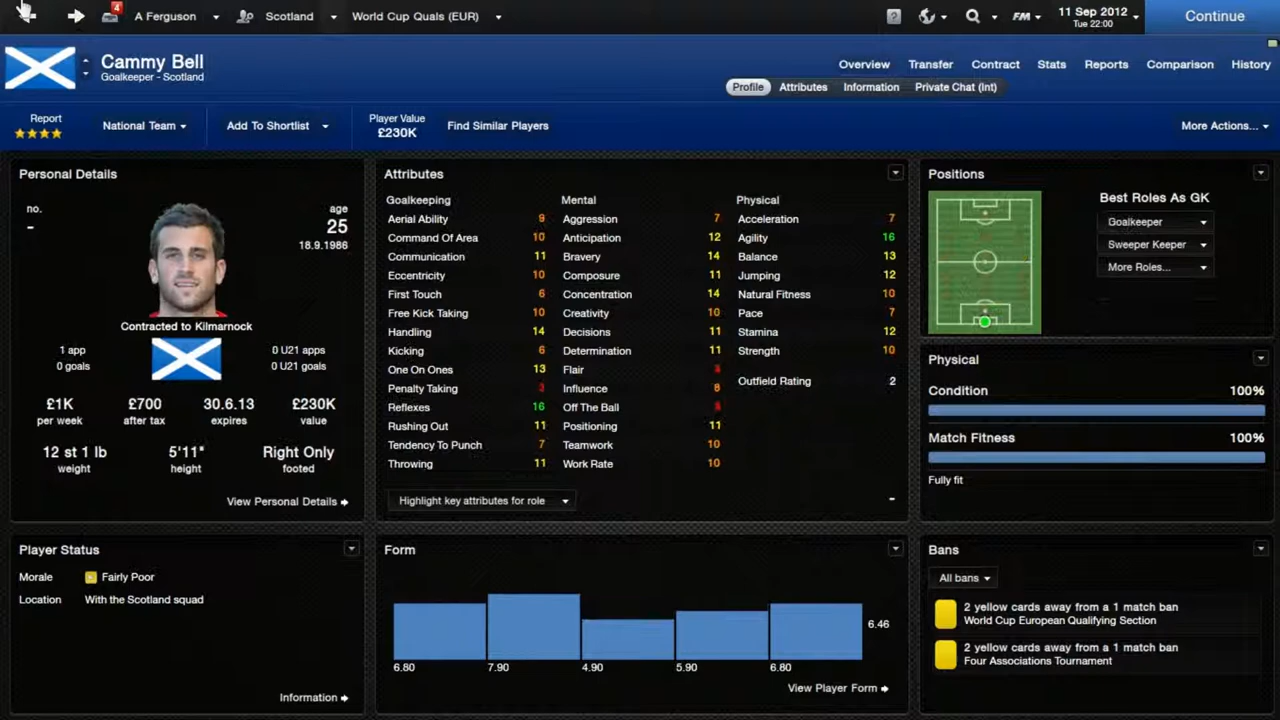 4
A Ferguson
Scotland
World Cup Quals (EUR)
?
FM
11 Sep 2012
Tue 22:00
Continue
Cammy Bell
Goalkeeper - Scotland
Overview
Transfer
Contract
Stats
Reports
Comparison
History
Profile
Attributes
Information
Private Chat (Int)
Report
National Team
Add To Shortlist
Player Value
£230K
Find Similar Players
More Actions...
Personal Details
no.
-
age
25
18.9.1986
Contracted to Kilmarnock
1 app
0 goals
0 U21 apps
0 U21 goals
£1K
per week
£700
after tax
30.6.13
expires
£230K
value
12 st 1 lb
weight
5'11"
height
Right Only
footed
View Personal Details
Attributes
Goalkeeping
Aerial Ability 9
Command Of Area 10
Communication 11
Eccentricity 10
First Touch 6
Free Kick Taking 10
Handling 14
Kicking 6
One On Ones 13
Penalty Taking 3
Reflexes 16
Rushing Out 11
Tendency To Punch 7
Throwing 11
Mental
Aggression 7
Anticipation 12
Bravery 14
Composure 11
Concentration 14
Creativity 10
Decisions 11
Determination 11
Flair
Influence 8
Off The Ball
Positioning 11
Teamwork 10
Work Rate 10
Physical
Acceleration 7
Agility 16
Balance 13
Jumping 12
Natural Fitness 10
Pace 7
Stamina 12
Strength 10
Outfield Rating 2
Highlight key attributes for role
-
Positions
Best Roles As GK
Goalkeeper
Sweeper Keeper
More Roles...
Physical
Condition 100%
Match Fitness 100%
Fully fit
Player Status
Morale Fairly Poor
Location With the Scotland squad
Information
Form
6.46
6.80 7.90 4.90 5.90 6.80
View Player Form
Bans
All bans
2 yellow cards away from a 1 match ban
World Cup European Qualifying Section
2 yellow cards away from a 1 match ban
Four Associations Tournament